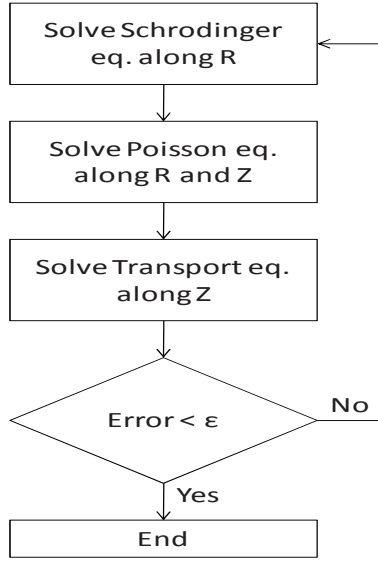 Solve Schrodinger
eq. along R
Solve Poisson eq.
along R and Z
Solve Transport eq.
along Z
Error < ε
No
Yes
End